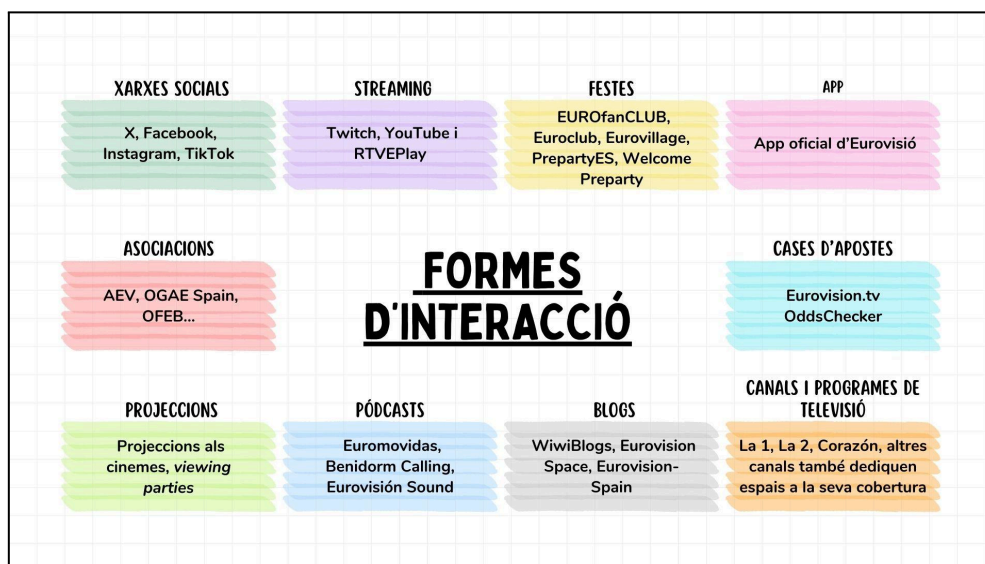 XARXES SOCIALS
X, Facebook,
Instagram, TikTok
STREAMING
Twitch, YouTube i
RTVEPlay
FESTES
EUROfanCLUB,
Euroclub, Eurovillage,
PrepartyES, Welcome
Preparty
APP
App oficial d'Eurovisió
ASOCIACIONS
AEV, OGAE Spain,
OFEB...
FORMES
D'INTERACCIÓ
CASES D'APOSTES
Eurovision.tv
OddsChecker
PROJECCIONS
Projeccions als
cinemes, viewing
parties
PÓDCASTS
Euromovidas,
Benidorm Calling,
Eurovisión Sound
BLOGS
WiwiBlogs, Eurovision
Space, Eurovision-
Spain
CANALS I PROGRAMES DE
TELEVISIÓ
La 1, La 2, Corazón, altres
canals també dediquen
espais a la seva cobertura